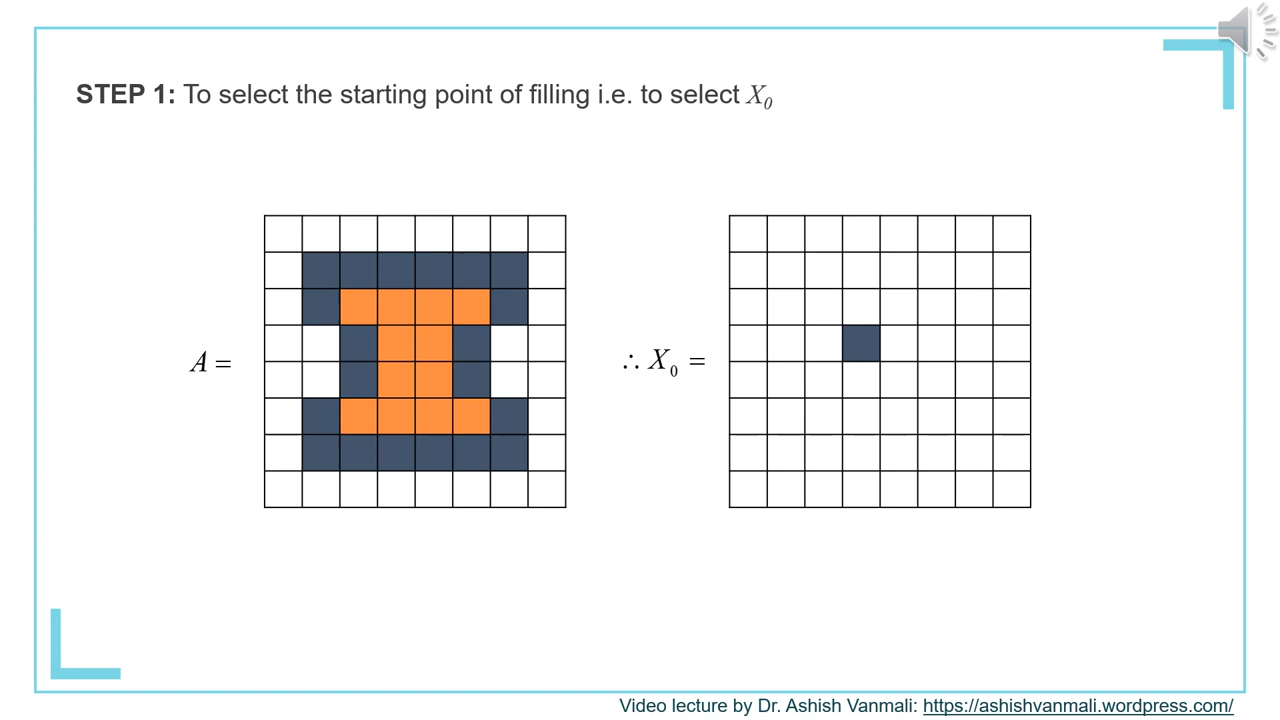 STEP 1: To select the starting point of filling i.e. to select X₀
A =
∴ X₀ =
Video lecture by Dr. Ashish Vanmali: https://ashishvanmali.wordpress.com/